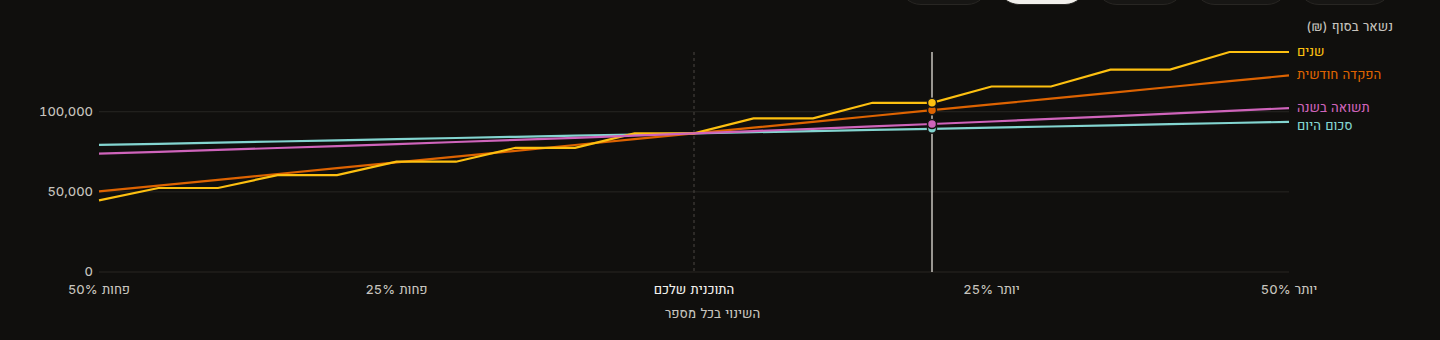 נשאר בסוף (₪)
שנים
הפקדה חודשית
תשואה בשנה
סכום היום
100,000
50,000
0
50% פחות
25% פחות
התוכנית שלכם
25% יותר
50% יותר
השינוי בכל מספר